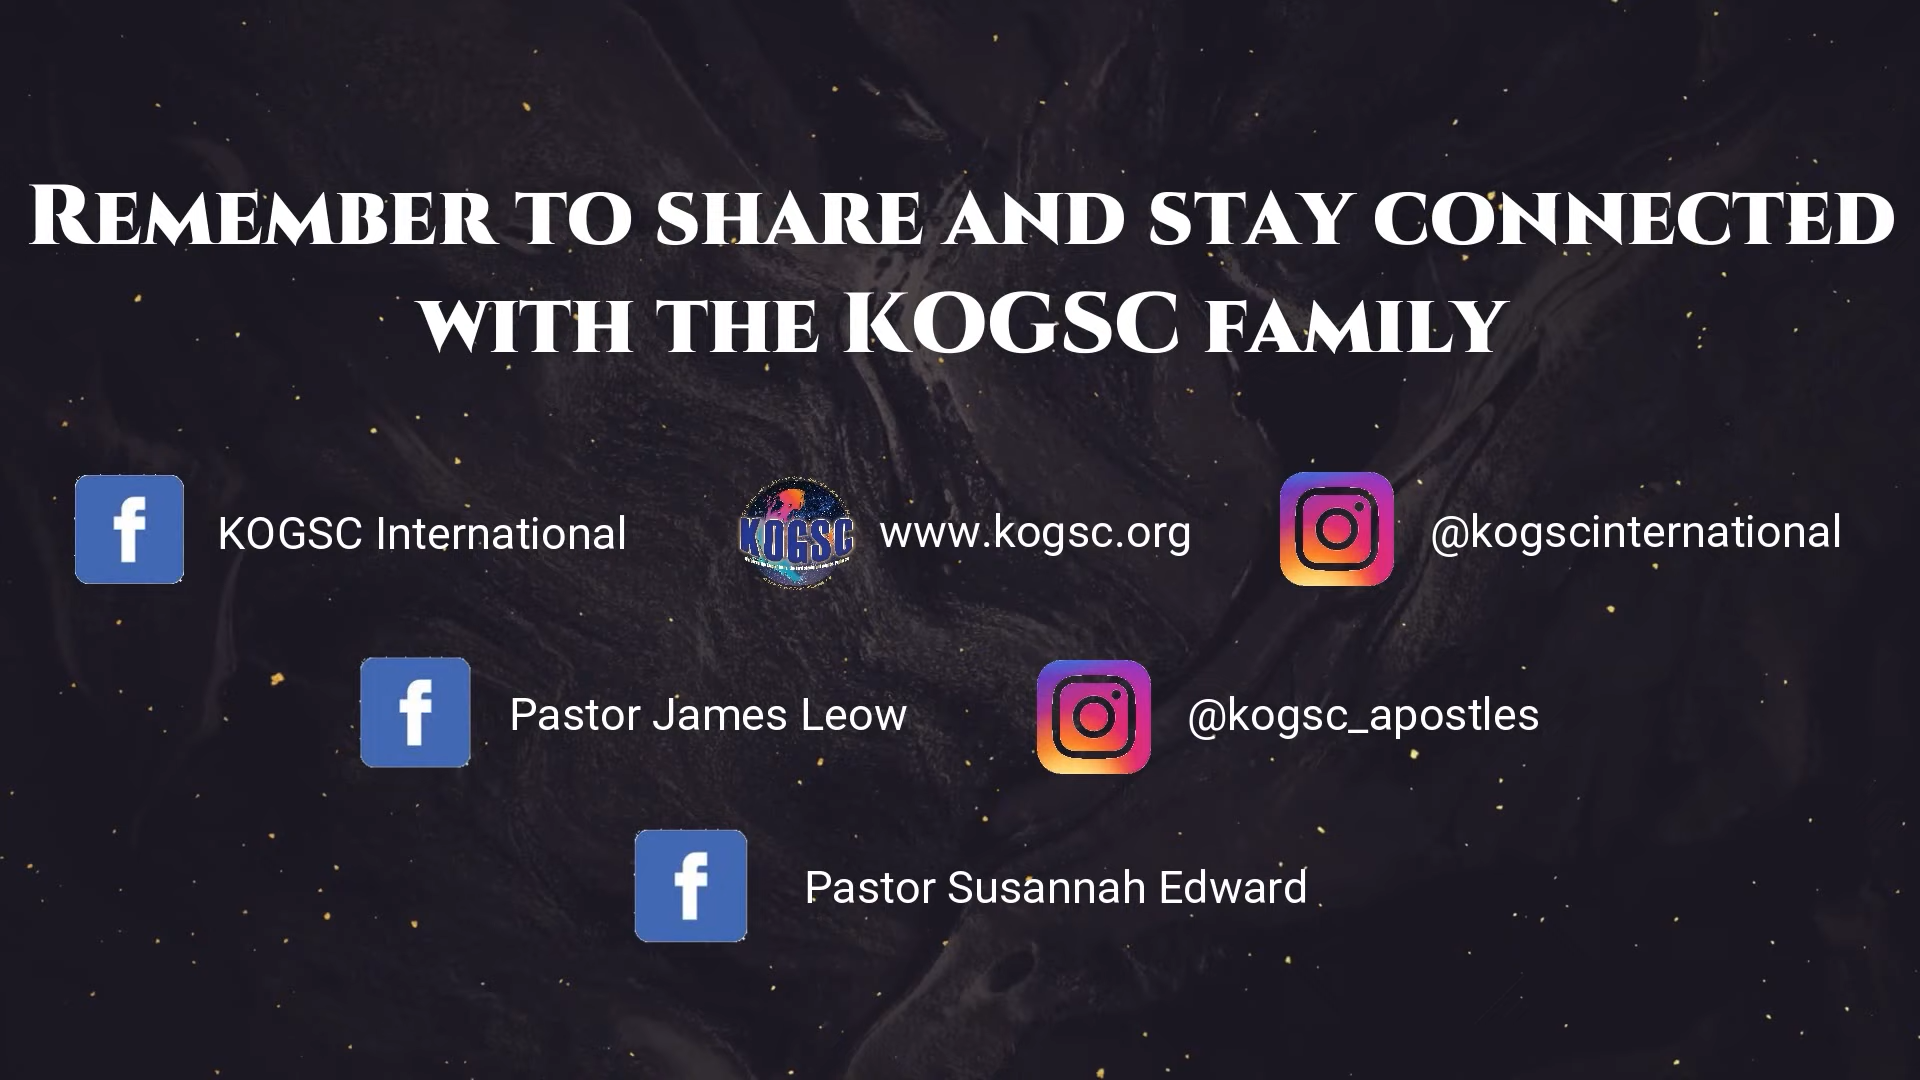 Remember to share and stay connected
with the KOGSC family
KOGSC International
KOGSC
www.kogsc.org
@kogscinternational
Pastor James Leow
@kogsc_apostles
Pastor Susannah Edward